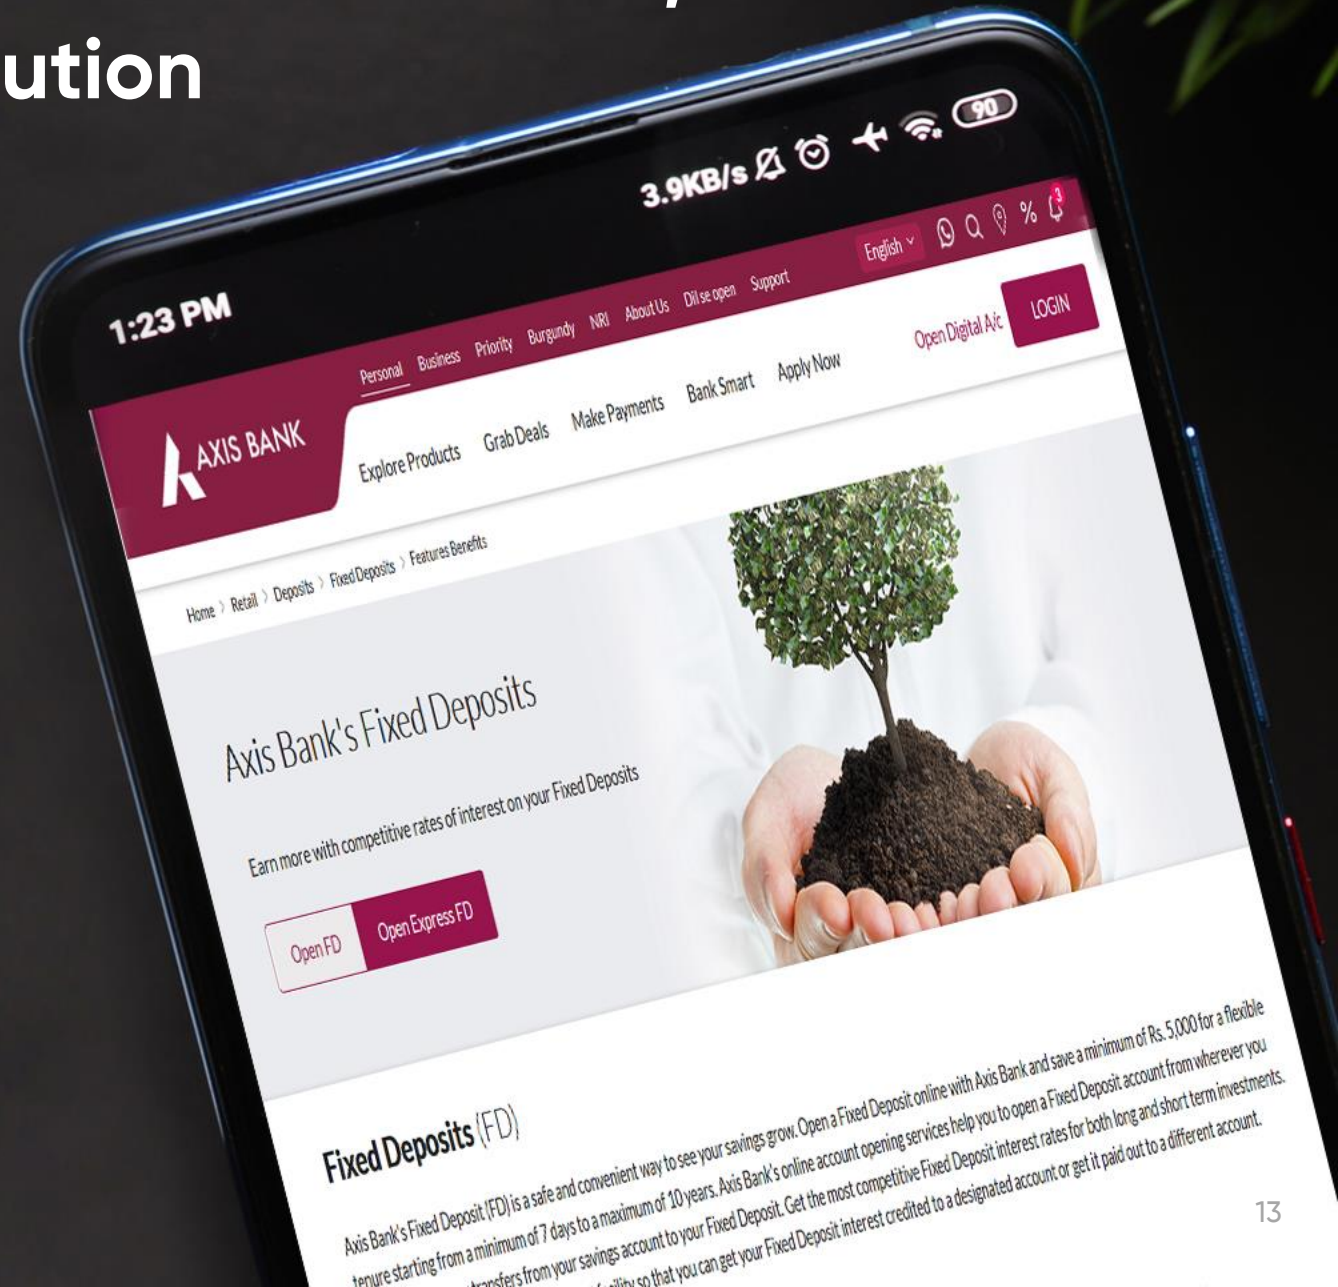 ution
3.9KB/s 90
1:23 PM
Personal Business Priority Burgundy NRI About Us Dil se open Support English % 3
AXIS BANK
Explore Products Grab Deals Make Payments Bank Smart Apply Now Open Digital A/c LOGIN
Home > Retail > Deposits > Fixed Deposits > Features Benefits
Axis Bank's Fixed Deposits
Earn more with competitive rates of interest on your Fixed Deposits
Open FD Open Express FD
Fixed Deposits (FD)
Axis Bank's Fixed Deposit (FD) is a safe and convenient way to see your savings grow. Open a Fixed Deposit online with Axis Bank and save a minimum of Rs. 5,000 for a flexible
tenure starting from a minimum of 7 days to a maximum of 10 years. Axis Bank's online account opening services help you to open a Fixed Deposit account from wherever you
transfers from your savings account to your Fixed Deposit. Get the most competitive Fixed Deposit interest rates for both long and short term investments.
so that you can get your Fixed Deposit interest credited to a designated account or get it paid out to a different account.
13